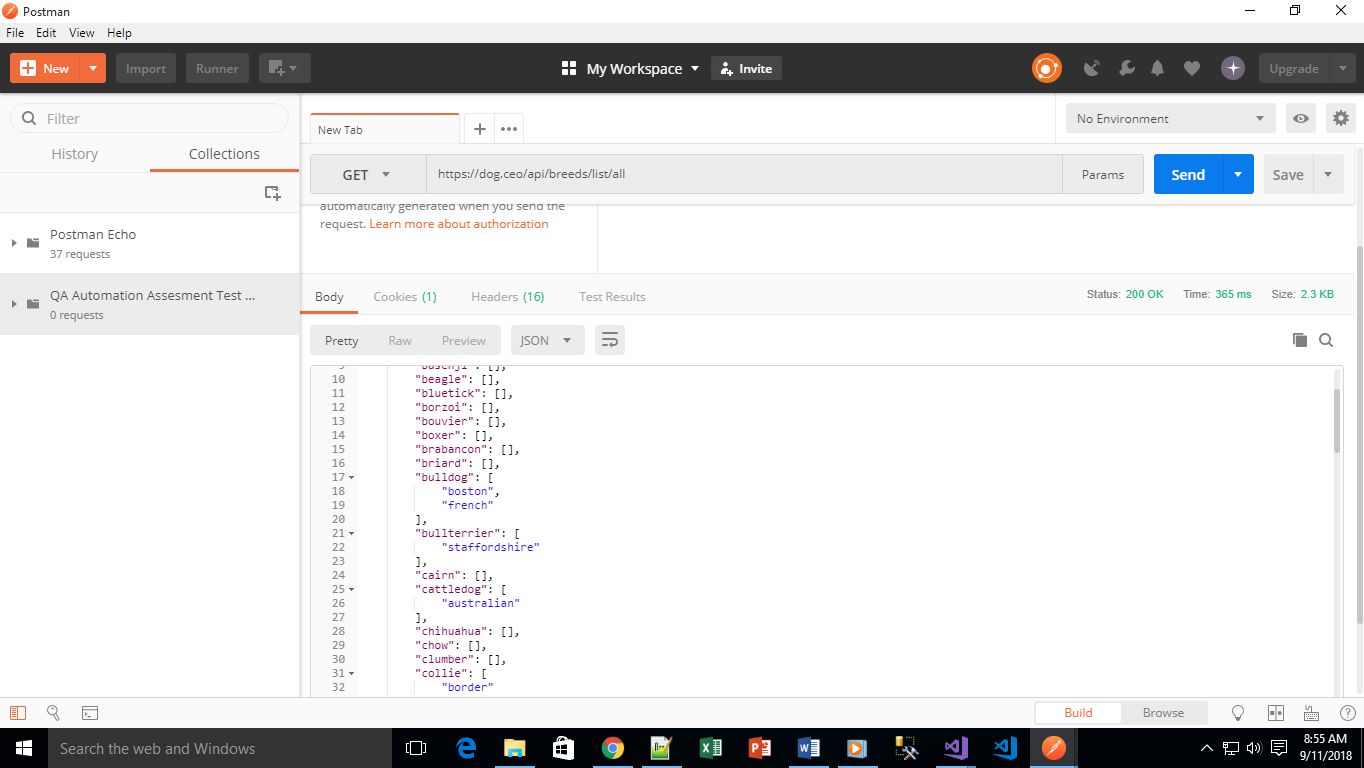 Postman
File Edit View Help
New Import Runner My Workspace Invite Upgrade
Filter
History Collections
Postman Echo
37 requests
QA Automation Assesment Test ...
0 requests
New Tab
No Environment
GET https://dog.ceo/api/breeds/list/all Params Send Save
automatically generated when you send the
request. Learn more about authorization
Body Cookies (1) Headers (16) Test Results Status: 200 OK Time: 365 ms Size: 2.3 KB
Pretty Raw Preview JSON
10 "beagle": [],
11 "bluetick": [],
12 "borzoi": [],
13 "bouvier": [],
14 "boxer": [],
15 "brabancon": [],
16 "briard": [],
17 "bulldog": [
18 "boston",
19 "french"
20 ],
21 "bullterrier": [
22 "staffordshire"
23 ],
24 "cairn": [],
25 "cattledog": [
26 "australian"
27 ],
28 "chihuahua": [],
29 "chow": [],
30 "clumber": [],
31 "collie": [
32 "border"
Build Browse
Search the web and Windows
8:55 AM
9/11/2018